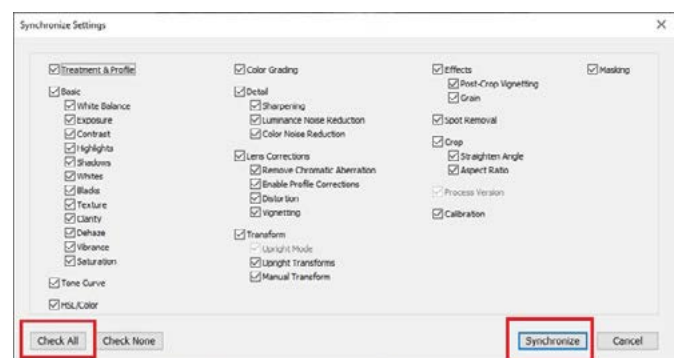 Synchronize Settings
Treatment & Profile
Basic
White Balance
Exposure
Contrast
Highlights
Shadows
Whites
Blacks
Texture
Clarity
Dehaze
Vibrance
Saturation
Tone Curve
HSL/Color
Color Grading
Detail
Sharpening
Luminance Noise Reduction
Color Noise Reduction
Lens Corrections
Remove Chromatic Aberration
Enable Profile Corrections
Distortion
Vignetting
Transform
Upright Mode
Upright Transforms
Manual Transform
Effects
Post-Crop Vignetting
Grain
Spot Removal
Crop
Straighten Angle
Aspect Ratio
Process Version
Calibration
Masking
Check All
Check None
Synchronize
Cancel